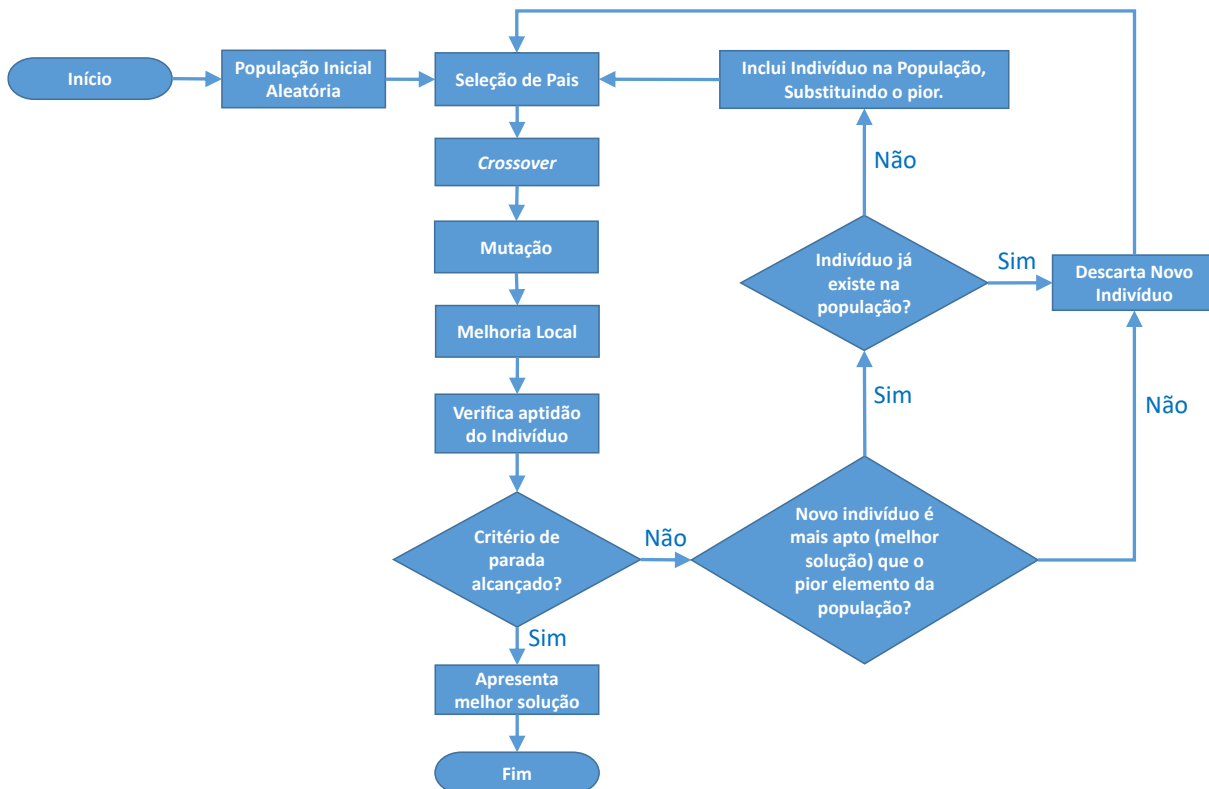 Início
População Inicial
Aleatória
Seleção de Pais
Inclui Indivíduo na População,
Substituindo o pior.
Crossover
Não
Mutação
Indivíduo já
existe na
população?
Sim
Descarta Novo
Indivíduo
Melhoria Local
Sim
Não
Verifica aptidão
do Indivíduo
Critério de
parada
alcançado?
Não
Novo indivíduo é
mais apto (melhor
solução) que o
pior elemento da
população?
Sim
Apresenta
melhor solução
Fim